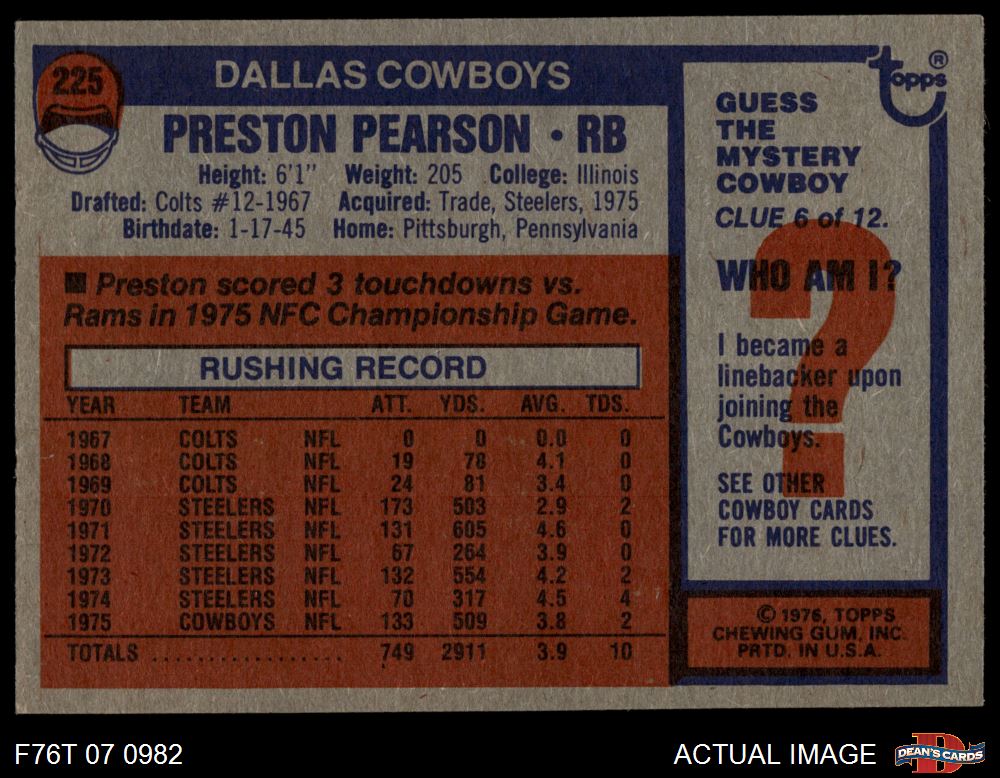 225
DALLAS COWBOYS
PRESTON PEARSON • RB
Height: 6'1" Weight: 205 College: Illinois
Drafted: Colts #12-1967 Acquired: Trade, Steelers, 1975
Birthdate: 1-17-45 Home: Pittsburgh, Pennsylvania
■ Preston scored 3 touchdowns vs.
Rams in 1975 NFC Championship Game.
RUSHING RECORD
YEAR TEAM ATT. YDS. AVG. TDS.
1967 COLTS NFL 0 0 0.0 0
1968 COLTS NFL 19 78 4.1 0
1969 COLTS NFL 24 81 3.4 0
1970 STEELERS NFL 173 503 2.9 2
1971 STEELERS NFL 131 605 4.6 0
1972 STEELERS NFL 67 264 3.9 0
1973 STEELERS NFL 132 554 4.2 2
1974 STEELERS NFL 70 317 4.5 4
1975 COWBOYS NFL 133 509 3.8 2
TOTALS .................. 749 2911 3.9 10
topps ®
GUESS
THE
MYSTERY
COWBOY
CLUE 6 of 12.
WHO AM I?
?
I became a
linebacker upon
joining the
Cowboys.
SEE OTHER
COWBOY CARDS
FOR MORE CLUES.
© 1976, TOPPS
CHEWING GUM, INC.
PRTD. IN U.S.A.
F76T 07 0982
ACTUAL IMAGE
D
DEAN'S CARDS